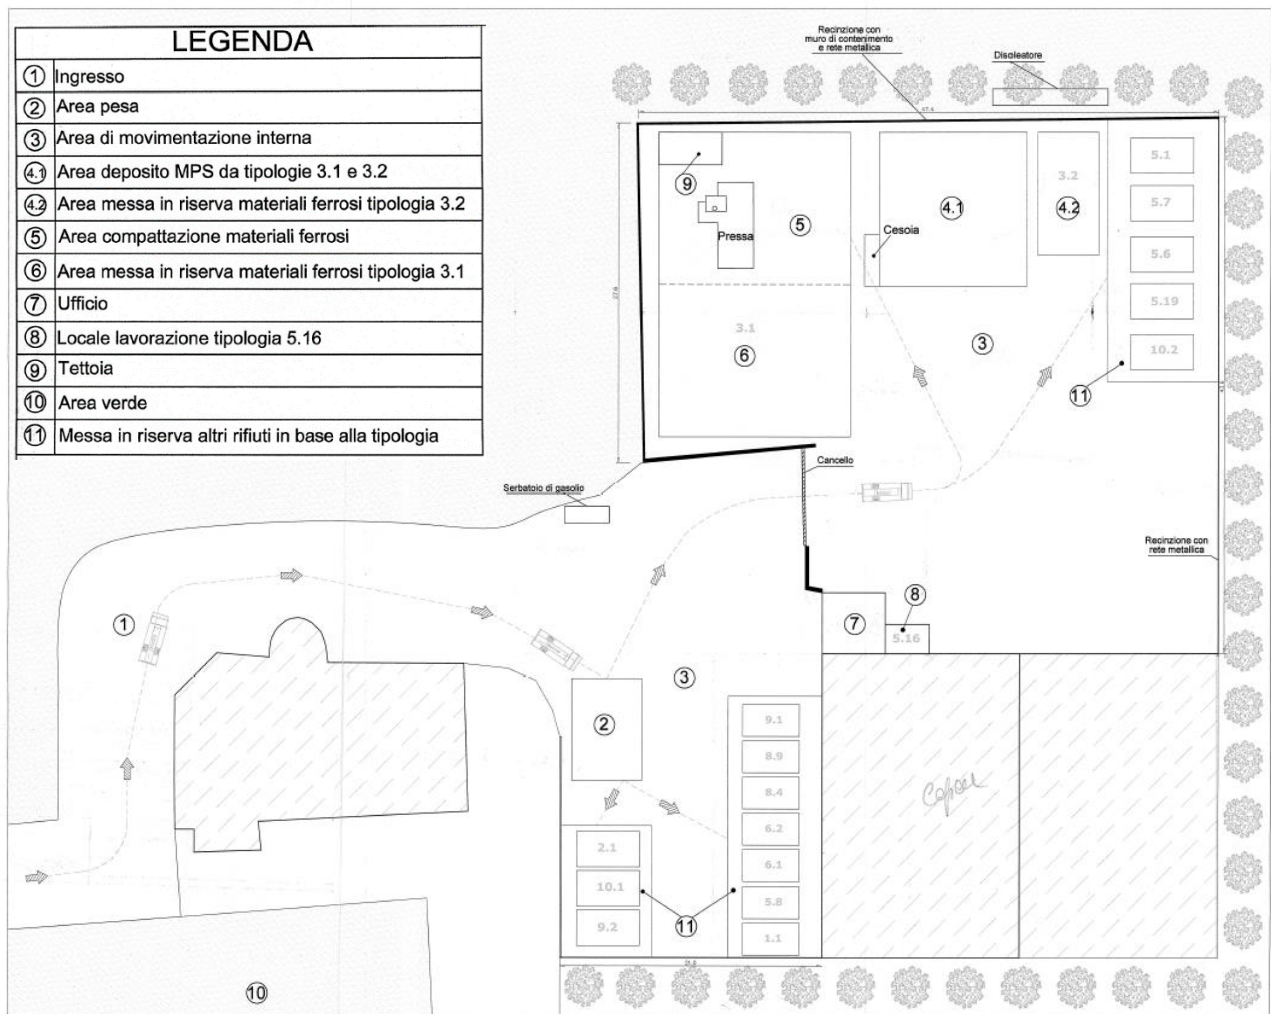 LEGENDA
1 Ingresso
2 Area pesa
3 Area di movimentazione interna
4.1 Area deposito MPS da tipologie 3.1 e 3.2
4.2 Area messa in riserva materiali ferrosi tipologia 3.2
5 Area compattazione materiali ferrosi
6 Area messa in riserva materiali ferrosi tipologia 3.1
7 Ufficio
8 Locale lavorazione tipologia 5.16
9 Tettoia
10 Area verde
11 Messa in riserva altri rifiuti in base alla tipologia
Recinzione con
muro di contenimento
e rete metallica
Disoleatore
47.4
9
5
Pressa
4.1
Cesoia
3.2
4.2
5.1
5.7
5.6
5.19
10.2
11
3.1
6
3
Cancello
Serbatoio di gasolio
Recinzione con
rete metallica
1
7
8
5.16
3
2
9.1
8.9
8.4
6.2
6.1
5.8
1.1
2.1
10.1
9.2
11
10